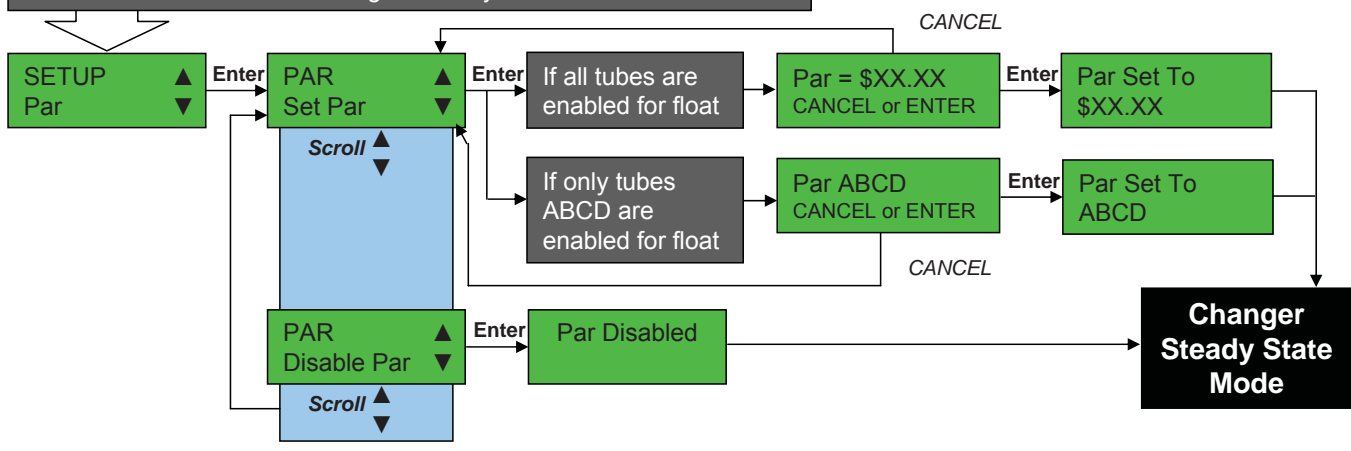 CANCEL
SETUP ▲
Par ▼
Enter
PAR ▲
Set Par ▼
Enter
If all tubes are
enabled for float
Par = $XX.XX
CANCEL or ENTER
Enter
Par Set To
$XX.XX
Scroll ▲
▼
If only tubes
ABCD are
enabled for float
Par ABCD
CANCEL or ENTER
Enter
Par Set To
ABCD
CANCEL
PAR ▲
Disable Par ▼
Enter
Par Disabled
Changer
Steady State
Mode
Scroll ▲
▼